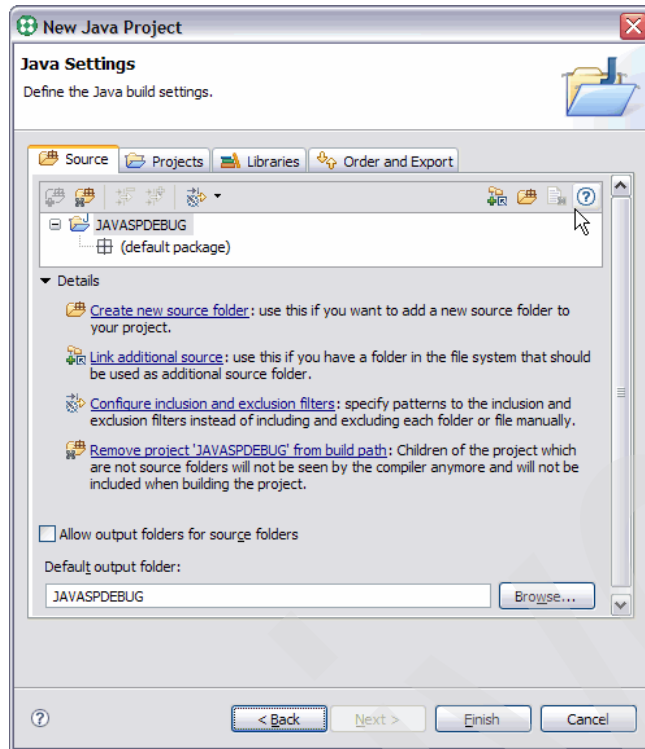 New Java Project
Java Settings
Define the Java build settings.
Source Projects Libraries Order and Export
JAVASPDEBUG
(default package)
Details
Create new source folder: use this if you want to add a new source folder to
your project.
Link additional source: use this if you have a folder in the file system that should
be used as additional source folder.
Configure inclusion and exclusion filters: specify patterns to the inclusion and
exclusion filters instead of including and excluding each folder or file manually.
Remove project 'JAVASPDEBUG' from build path: Children of the project which
are not source folders will not be seen by the compiler anymore and will not be
included when building the project.
Allow output folders for source folders
Default output folder:
JAVASPDEBUG Browse...
< Back Next > Finish Cancel